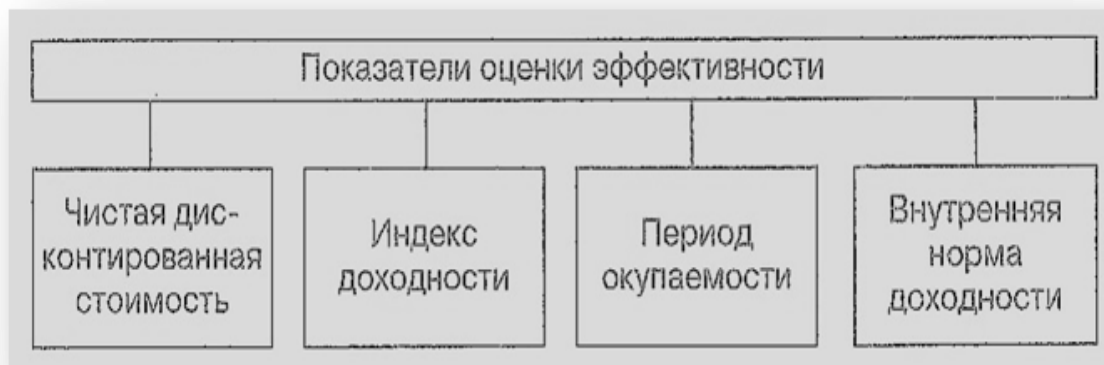 Показатели оценки эффективности
Чистая дис-
контированная
стоимость
Индекс
доходности
Период
окупаемости
Внутренняя
норма
доходности